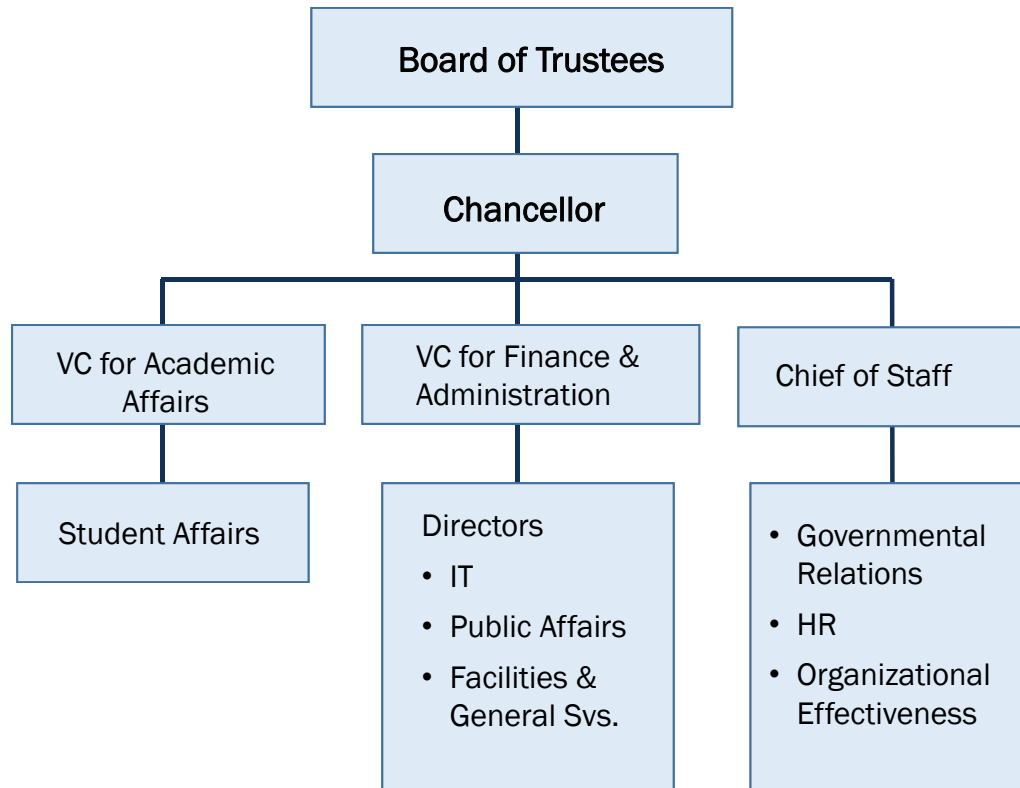 Board of Trustees
Chancellor
VC for Academic
Affairs
VC for Finance &
Administration
Chief of Staff
Student Affairs
Directors
• IT
• Public Affairs
• Facilities &
General Svs.
• Governmental
Relations
• HR
• Organizational
Effectiveness